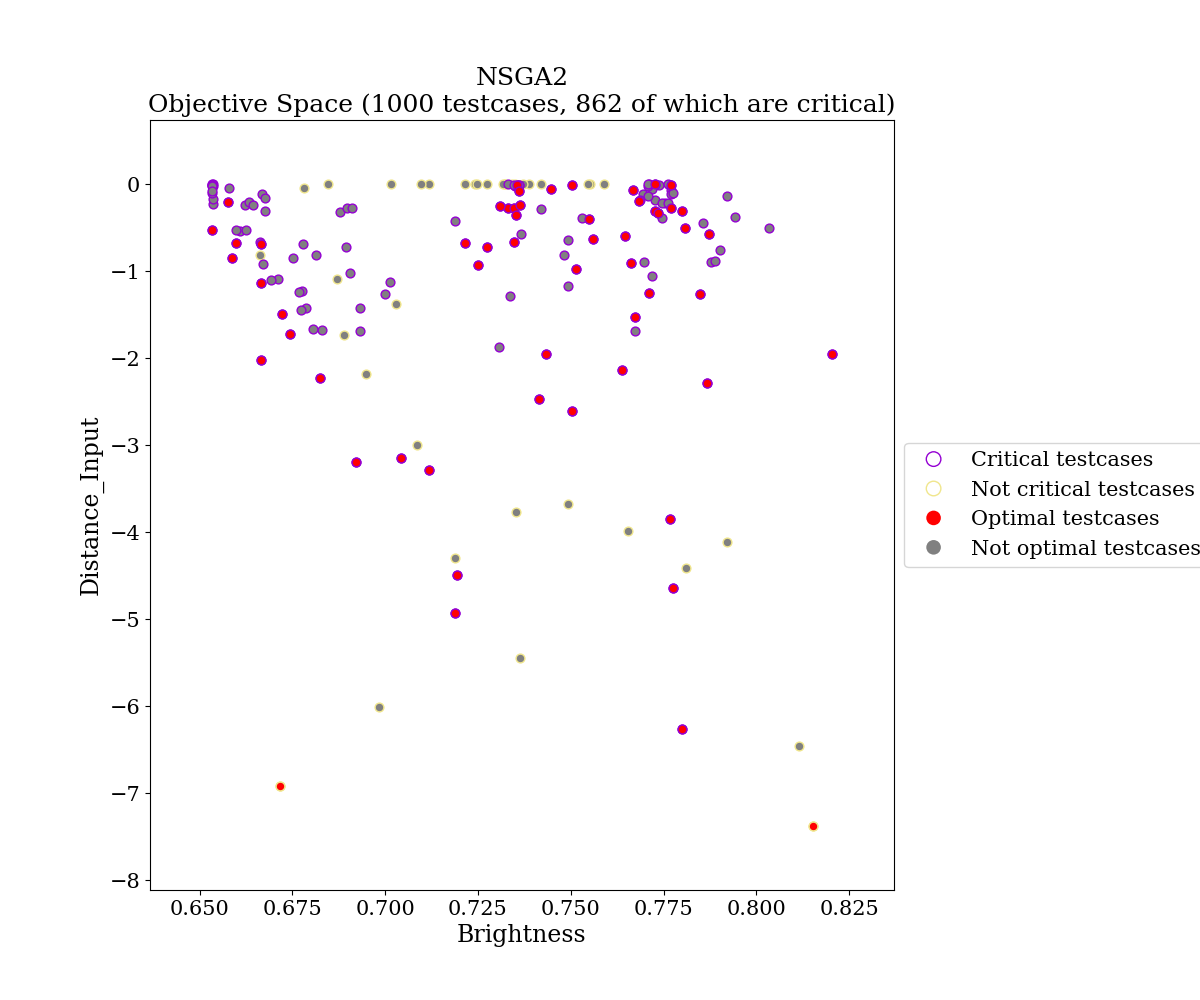 NSGA2
Objective Space (1000 testcases, 862 of which are critical)
0
−1
−2
−3
−4
−5
−6
−7
−8
Distance_Input
0.650 0.675 0.700 0.725 0.750 0.775 0.800 0.825
Brightness
Critical testcases
Not critical testcases
Optimal testcases
Not optimal testcases